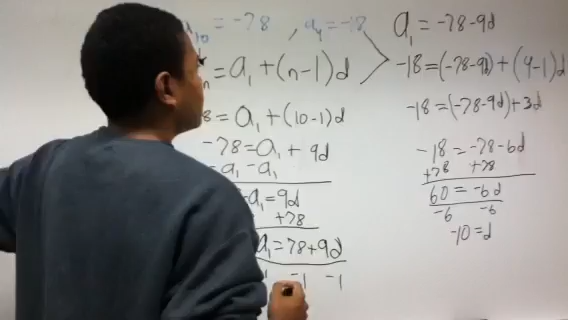 a₁₀ = -78 , a₄ = -18
= a₁ + (n-1)d
8 = a₁ + (10-1)d
-78 = a₁ + 9d
= a₁ -a₁
-a₁ = 9d
+78
a₁ = 78 + 9d
-1 -1
a₁ = -78 - 9d
-18 = (-78-9d) + (4-1)d
-18 = (-78-9d) + 3d
-18 = -78 - 6d
+78 +78
60 = -6d
-6 -6
-10 = d